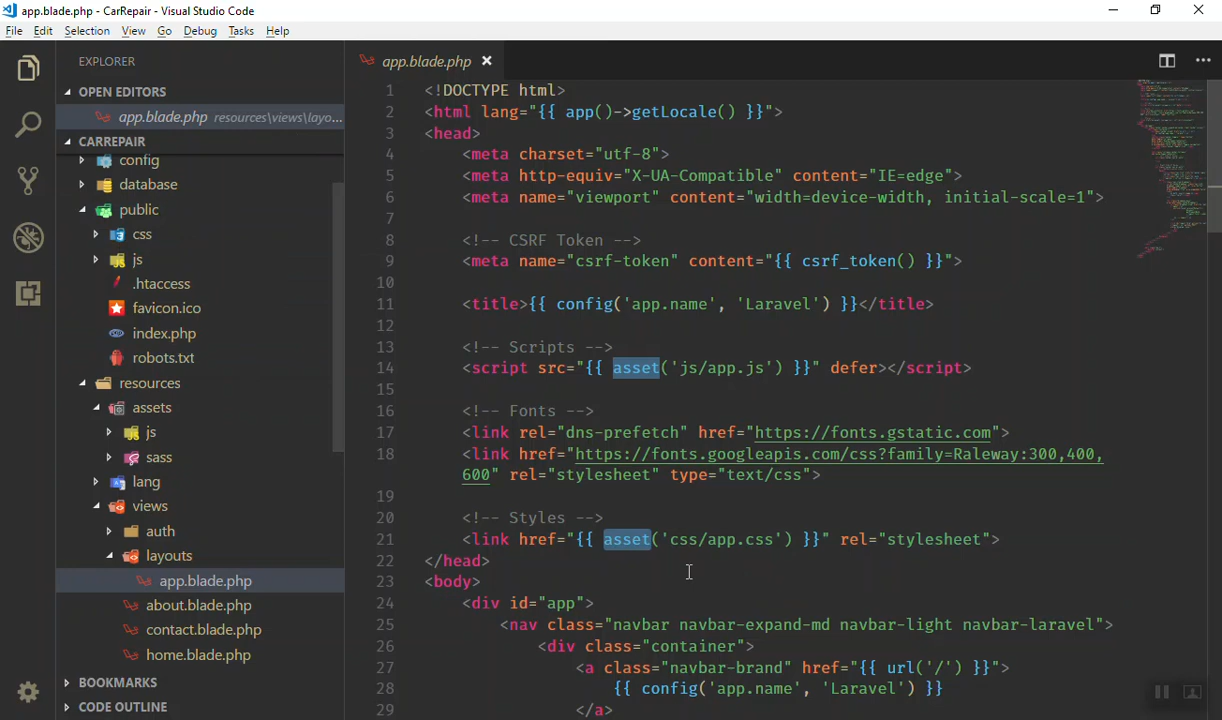 app.blade.php - CarRepair - Visual Studio Code
File Edit Selection View Go Debug Tasks Help
EXPLORER
OPEN EDITORS
app.blade.php resources\views\layo...
CARREPAIR
config
database
public
css
js
.htaccess
favicon.ico
index.php
robots.txt
resources
assets
js
sass
lang
views
auth
layouts
app.blade.php
about.blade.php
contact.blade.php
home.blade.php
BOOKMARKS
CODE OUTLINE
app.blade.php
1 <!DOCTYPE html>
2 <html lang="{{ app()->getLocale() }}">
3 <head>
4 <meta charset="utf-8">
5 <meta http-equiv="X-UA-Compatible" content="IE=edge">
6 <meta name="viewport" content="width=device-width, initial-scale=1">
7
8 <!-- CSRF Token -->
9 <meta name="csrf-token" content="{{ csrf_token() }}">
10
11 <title>{{ config('app.name', 'Laravel') }}</title>
12
13 <!-- Scripts -->
14 <script src="{{ asset('js/app.js') }}" defer></script>
15
16 <!-- Fonts -->
17 <link rel="dns-prefetch" href="https://fonts.gstatic.com">
18 <link href="https://fonts.googleapis.com/css?family=Raleway:300,400,
600" rel="stylesheet" type="text/css">
19
20 <!-- Styles -->
21 <link href="{{ asset('css/app.css') }}" rel="stylesheet">
22 </head>
23 <body>
24 <div id="app">
25 <nav class="navbar navbar-expand-md navbar-light navbar-laravel">
26 <div class="container">
27 <a class="navbar-brand" href="{{ url('/') }}">
28 {{ config('app.name', 'Laravel') }}
29 </a>